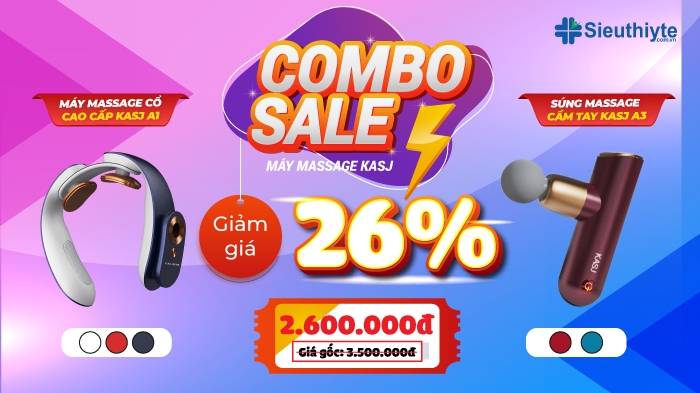 Sieuthiyte
.com.vn
COMBO
SALE
MÁY MASSAGE KASJ
MÁY MASSAGE CỔ
CAO CẤP KASJ A1
SÚNG MASSAGE
CẦM TAY KASJ A3
Giảm
giá
26%
KASJ
2.600.000đ
Giá gốc: 3.500.000đ